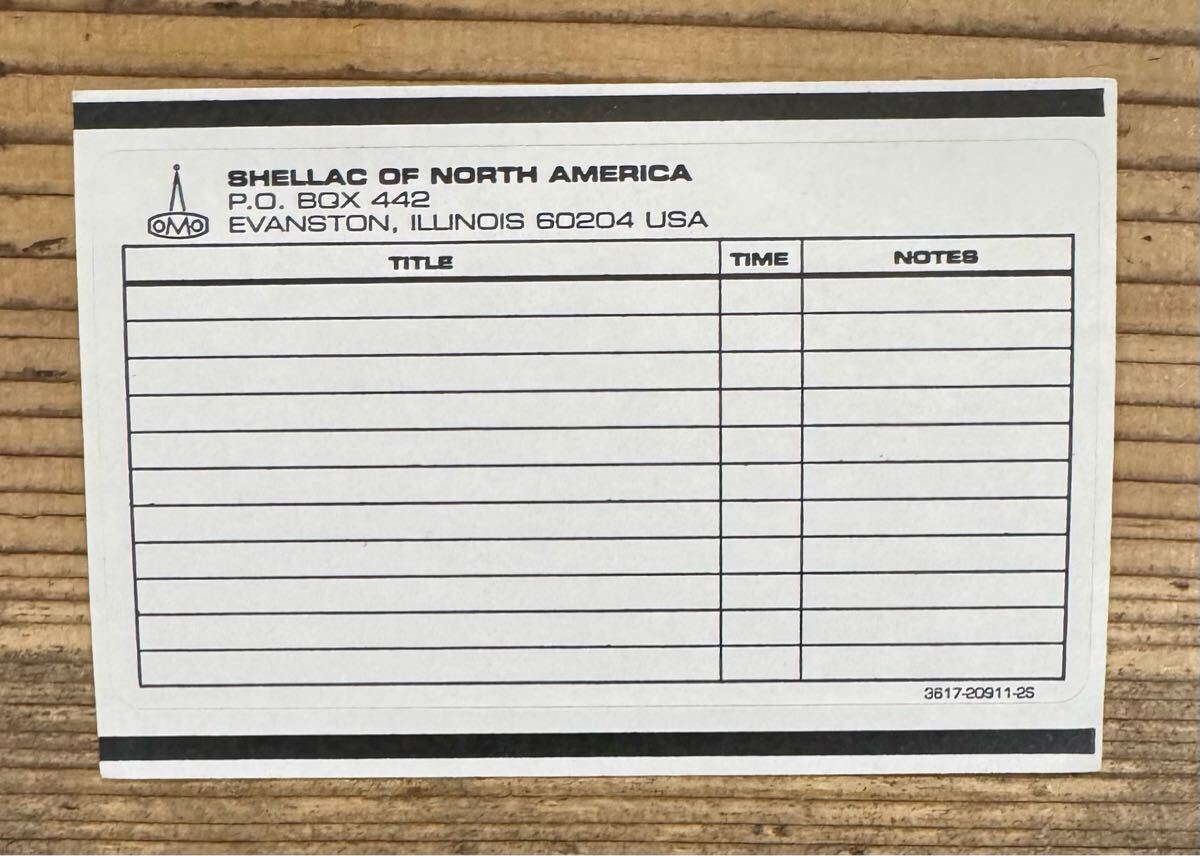 SHELLAC OF NORTH AMERICA
P.O. BOX 442
OMO
EVANSTON, ILLINOIS 60204 USA
TITLE TIME NOTES
3617-20911-25